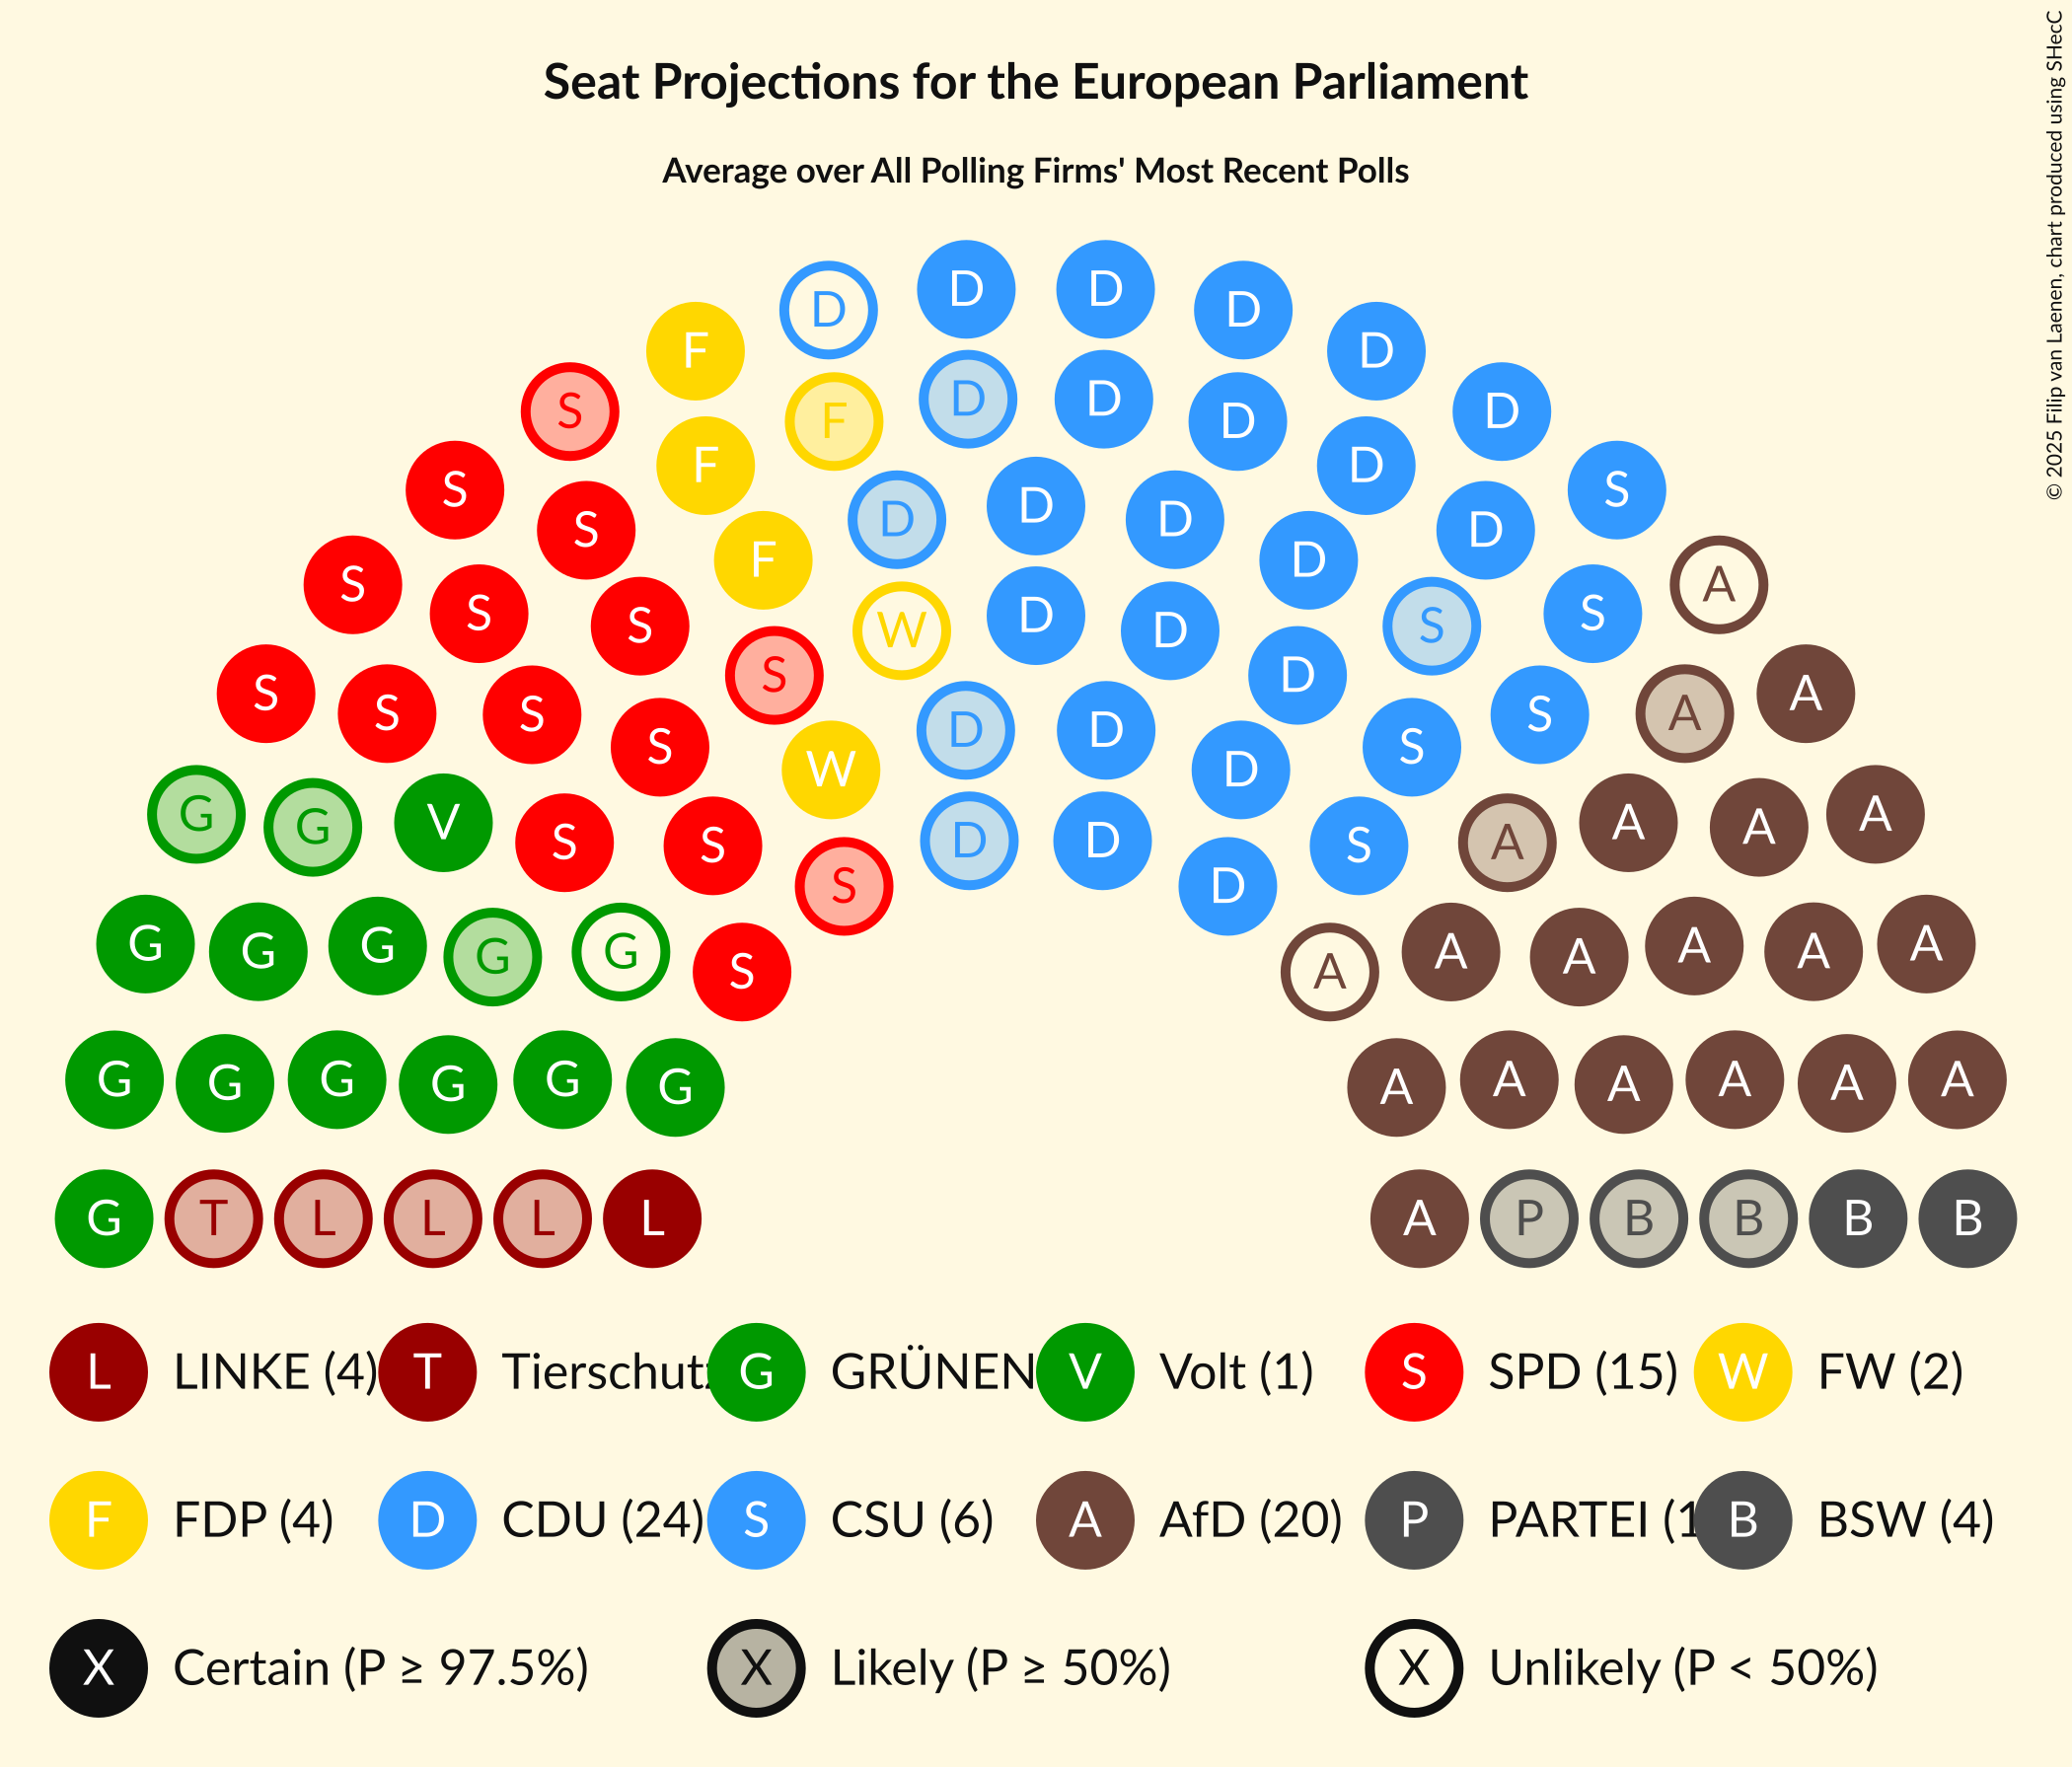 Seat Projections for the European Parliament
Average over All Polling Firms' Most Recent Polls
© 2025 Filip van Laenen, chart produced using SHecC
D D D D
F D
D D D
S F D D
F D
S D D D S
S D D
F D
S A
S S
S S S
W D D
S D
S A
S S A
S S
D D S
S S
W D
G V A A
G A
S S A
D D S
S D
G G G G G S A A A A A A
G G G G G G A A A A A A
G T L L L L A P B B B B
L LINKE (4) T Tierschutz G GRÜNEN V Volt (1) S SPD (15) W FW (2)
F FDP (4) D CDU (24) S CSU (6) A AfD (20) P PARTEI (1 B BSW (4)
X Certain (P ≥ 97.5%) X Likely (P ≥ 50%) X Unlikely (P < 50%)